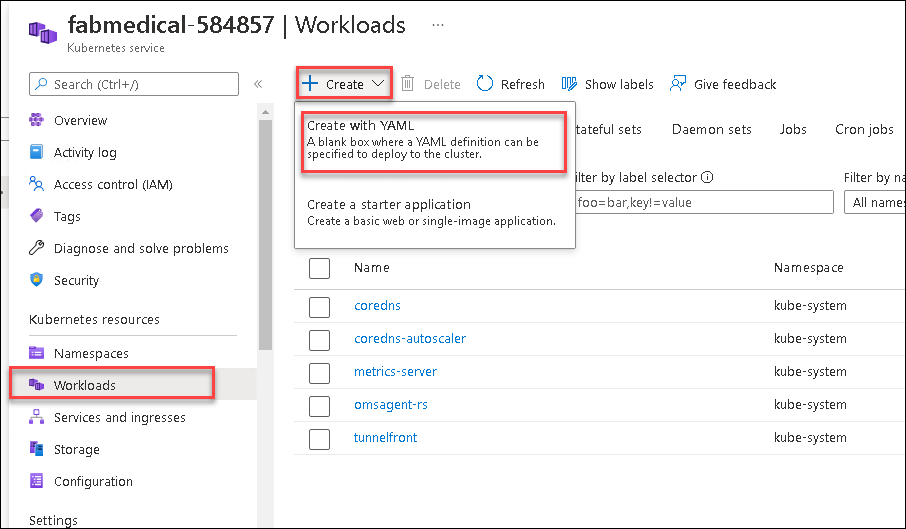 fabmedical-584857 | Workloads ...
Kubernetes service
Search (Ctrl+/)
«
Overview
Activity log
Access control (IAM)
Tags
Diagnose and solve problems
Security
Kubernetes resources
Namespaces
Workloads
Services and ingresses
Storage
Configuration
Settings
Create
Delete
Refresh
Show labels
Give feedback
Create with YAML
A blank box where a YAML definition can be
specified to deploy to the cluster.
Create a starter application
Create a basic web or single-image application.
tateful sets
Daemon sets
Jobs
Cron jobs
ilter by label selector
Filter by na
foo=bar,key!=value
All names
Name Namespace
coredns kube-system
coredns-autoscaler kube-system
metrics-server kube-system
omsagent-rs kube-system
tunnelfront kube-system